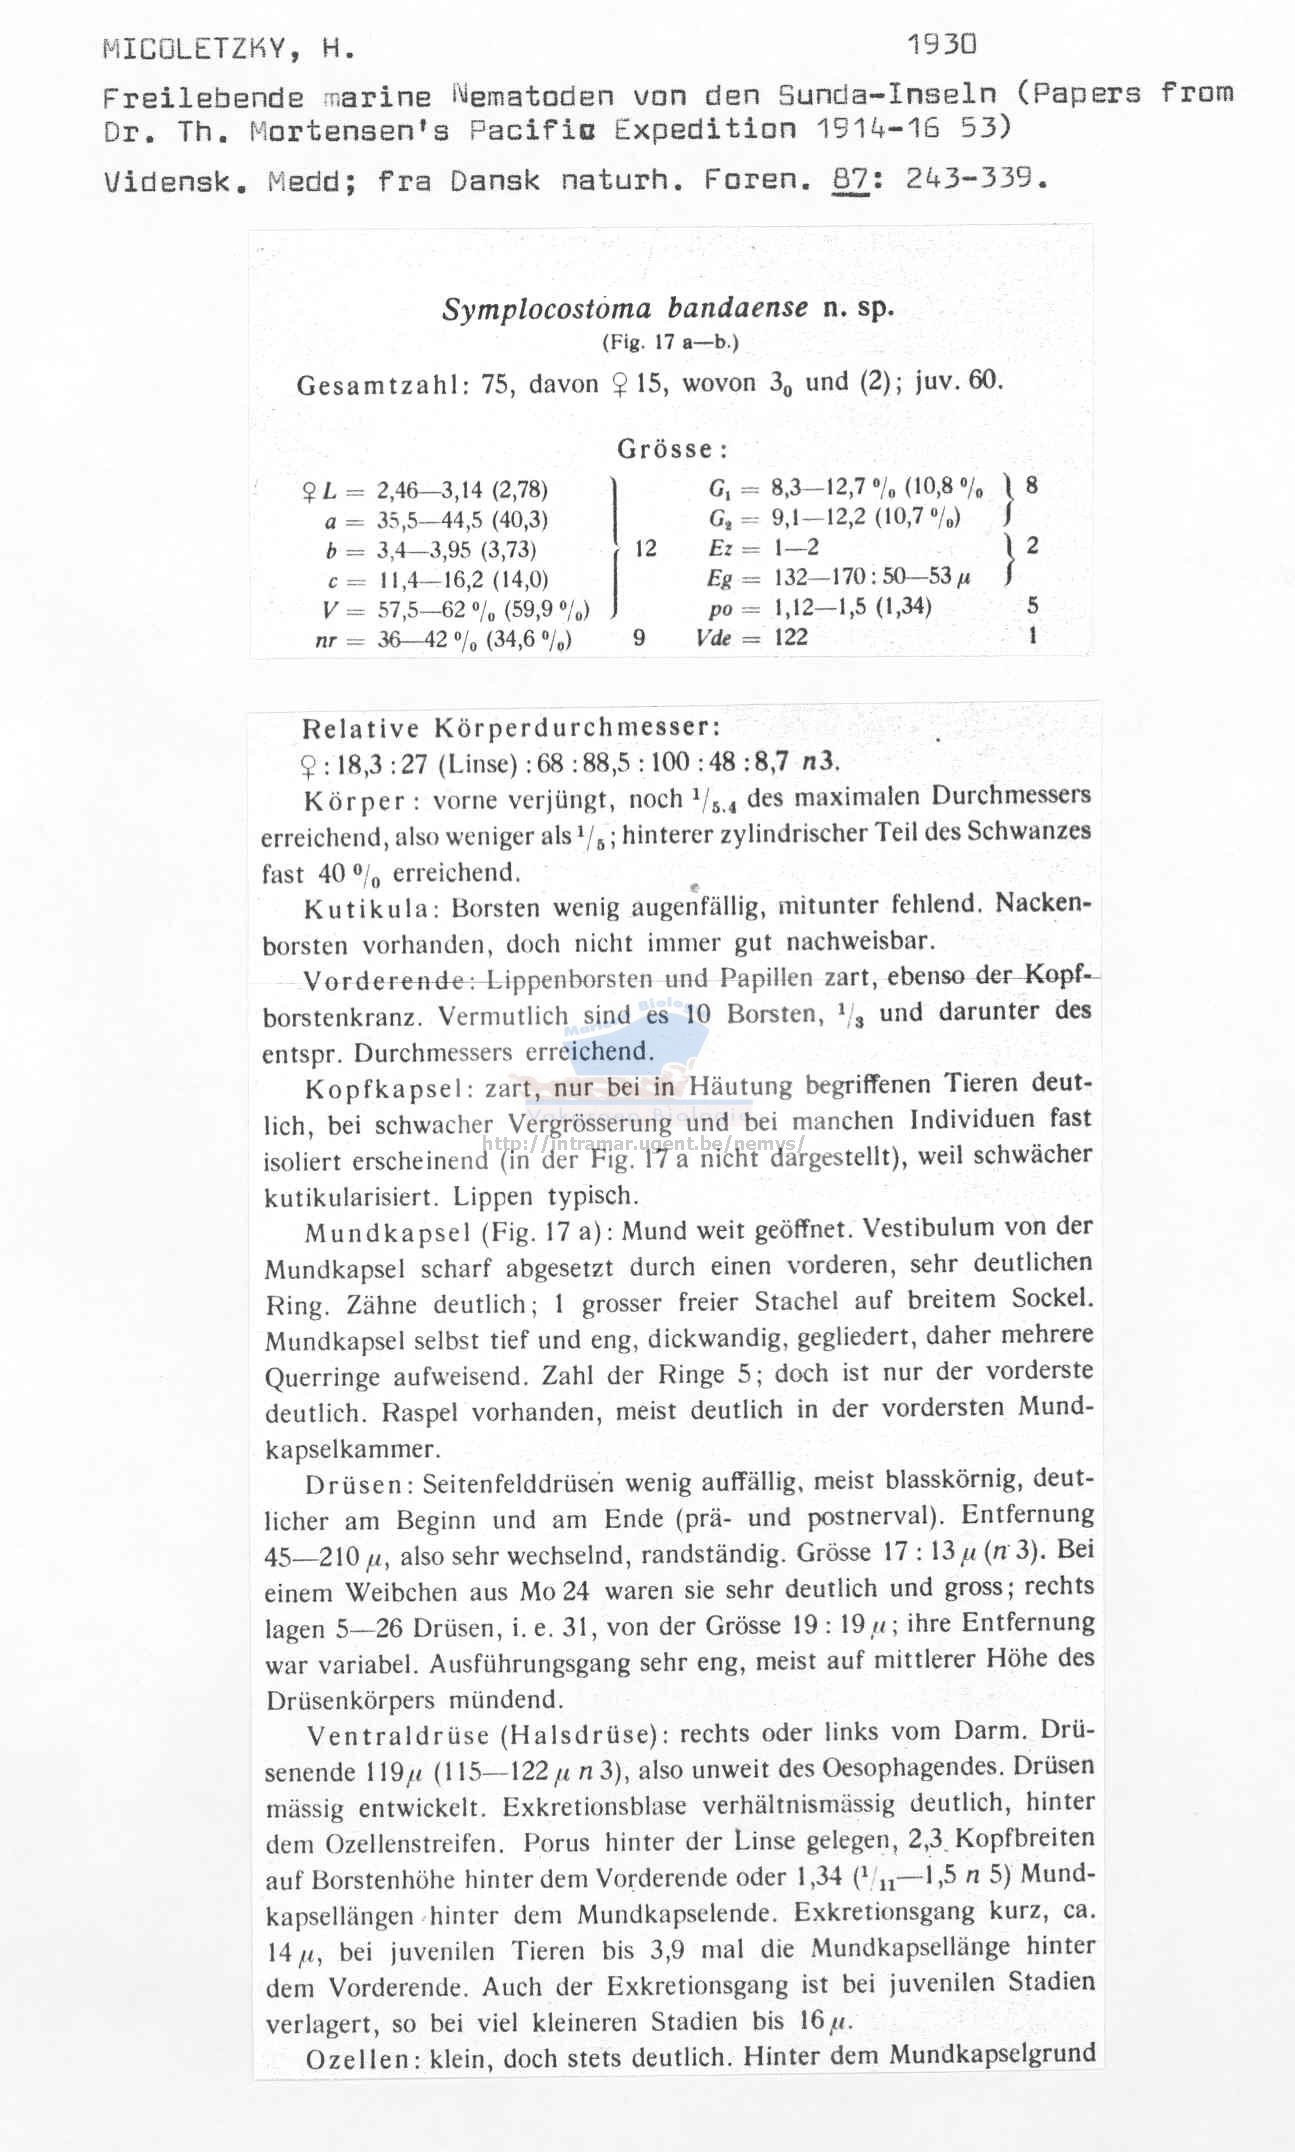 MICOLETZKY, H. 1930
Freilebende marine Nematoden von den Sunda-Inseln (Papers from
Dr. Th. Mortensen's Pacific Expedition 1914-16 53)
Vidensk. Medd; fra Dansk naturh. Foren. 87: 243-339.
Symplocostoma bandaense n. sp.
(Fig. 17 a—b.)
Gesamtzahl: 75, davon ♀ 15, wovon 3₀ und (2); juv. 60.
Grösse:
♀ L = 2,46—3,14 (2,78) G₁ = 8,3—12,7 % (10,8 % } 8
a = 35,5—44,5 (40,3) G₂ = 9,1—12,2 (10,7 %)
b = 3,4—3,95 (3,73) } 12 Ez = 1—2 } 2
c = 11,4—16,2 (14,0) Eg = 132—170 : 50—53 µ
V = 57,5—62 % (59,9 %) po = 1,12—1,5 (1,34) 5
nr = 36—42 % (34,6 %) 9 Vde = 122 1
Relative Körperdurchmesser:
♀ : 18,3 : 27 (Linse) : 68 : 88,5 : 100 : 48 : 8,7 n3.
Körper: vorne verjüngt, noch ¹/₅.₄ des maximalen Durchmessers
erreichend, also weniger als ¹/₅; hinterer zylindrischer Teil des Schwanzes
fast 40 % erreichend.
Kutikula: Borsten wenig augenfällig, mitunter fehlend. Nacken-
borsten vorhanden, doch nicht immer gut nachweisbar.
Vorderende: Lippenborsten und Papillen zart, ebenso der Kopf-
borstenkranz. Vermutlich sind es 10 Borsten, ¹/₃ und darunter des
entspr. Durchmessers erreichend.
Kopfkapsel: zart, nur bei in Häutung begriffenen Tieren deut-
lich, bei schwacher Vergrösserung und bei manchen Individuen fast
http://intramar.ugent.be/nemys/
isoliert erscheinend (in der Fig. 17 a nicht dargestellt), weil schwächer
kutikularisiert. Lippen typisch.
Mundkapsel (Fig. 17 a): Mund weit geöffnet. Vestibulum von der
Mundkapsel scharf abgesetzt durch einen vorderen, sehr deutlichen
Ring. Zähne deutlich; 1 grosser freier Stachel auf breitem Sockel.
Mundkapsel selbst tief und eng, dickwandig, gegliedert, daher mehrere
Querringe aufweisend. Zahl der Ringe 5; doch ist nur der vorderste
deutlich. Raspel vorhanden, meist deutlich in der vordersten Mund-
kapselkammer.
Drüsen: Seitenfelddrüsen wenig auffällig, meist blasskörnig, deut-
licher am Beginn und am Ende (prä- und postnerval). Entfernung
45—210 µ, also sehr wechselnd, randständig. Grösse 17 : 13 µ (n 3). Bei
einem Weibchen aus Mo 24 waren sie sehr deutlich und gross; rechts
lagen 5—26 Drüsen, i. e. 31, von der Grösse 19 : 19 µ; ihre Entfernung
war variabel. Ausführungsgang sehr eng, meist auf mittlerer Höhe des
Drüsenkörpers mündend.
Ventraldrüse (Halsdrüse): rechts oder links vom Darm. Drü-
senende 119 µ (115—122 µ n 3), also unweit des Oesophagendes. Drüsen
mässig entwickelt. Exkretionsblase verhältnismässig deutlich, hinter
dem Ozellenstreifen. Porus hinter der Linse gelegen, 2,3 Kopfbreiten
auf Borstenhöhe hinter dem Vorderende oder 1,34 (¹/₁₁—1,5 n 5) Mund-
kapsellängen hinter dem Mundkapselende. Exkretionsgang kurz, ca.
14 µ, bei juvenilen Tieren bis 3,9 mal die Mundkapsellänge hinter
dem Vorderende. Auch der Exkretionsgang ist bei juvenilen Stadien
verlagert, so bei viel kleineren Stadien bis 16 µ.
Ozellen: klein, doch stets deutlich. Hinter dem Mundkapselgrund